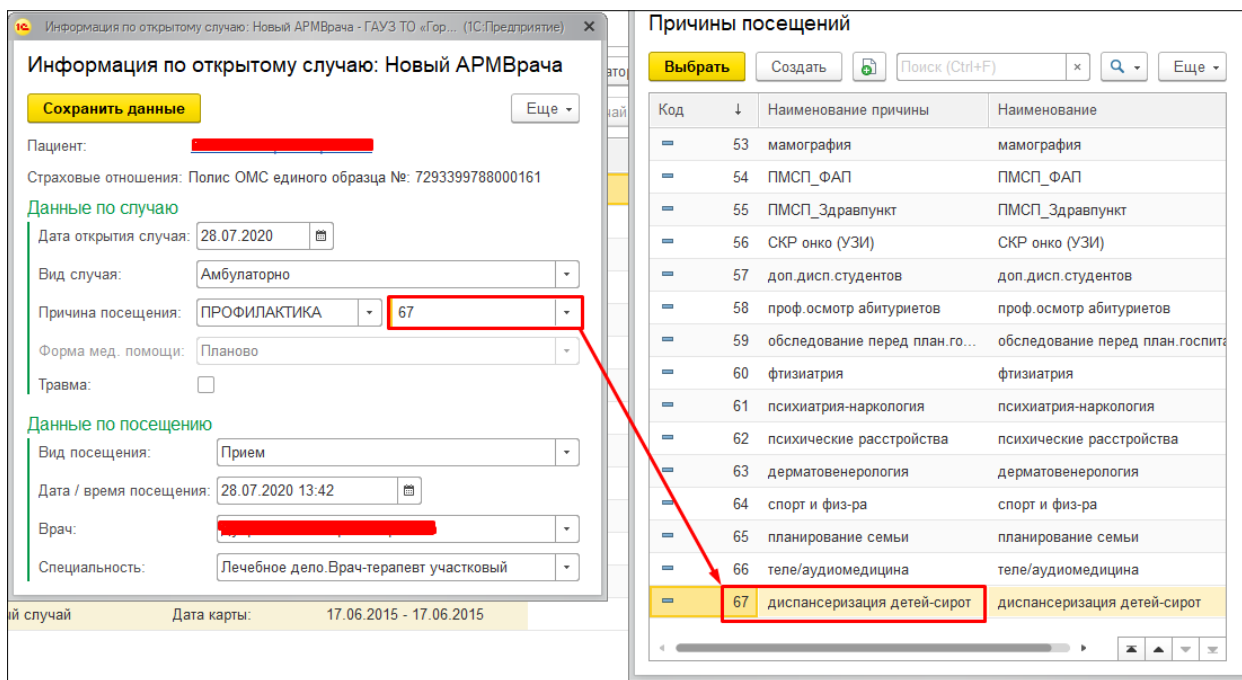 Информация по открытому случаю: Новый АРМВрача - ГАУЗ ТО «Гор... (1С:Предприятие)
Информация по открытому случаю: Новый АРМВрача
Сохранить данные
Еще
Пациент:
Страховые отношения: Полис ОМС единого образца №: 7293399788000161
Данные по случаю
Дата открытия случая: 28.07.2020
Вид случая: Амбулаторно
Причина посещения: ПРОФИЛАКТИКА 67
Форма мед. помощи: Планово
Травма:
Данные по посещению
Вид посещения: Прием
Дата / время посещения: 28.07.2020 13:42
Врач:
Специальность: Лечебное дело.Врач-терапевт участковый
случай Дата карты: 17.06.2015 - 17.06.2015
Причины посещений
Выбрать Создать Поиск (Ctrl+F) × Еще
Код ↓ Наименование причины Наименование
53 мамография мамография
54 ПМСП_ФАП ПМСП_ФАП
55 ПМСП_Здравпункт ПМСП_Здравпункт
56 СКР онко (УЗИ) СКР онко (УЗИ)
57 доп.дисп.студентов доп.дисп.студентов
58 проф.осмотр абитуриетов проф.осмотр абитуриетов
59 обследование перед план.го... обследование перед план.госпита
60 фтизиатрия фтизиатрия
61 психиатрия-наркология психиатрия-наркология
62 психические расстройства психические расстройства
63 дерматовенерология дерматовенерология
64 спорт и физ-ра спорт и физ-ра
65 планирование семьи планирование семьи
66 теле/аудиомедицина теле/аудиомедицина
67 диспансеризация детей-сирот диспансеризация детей-сирот